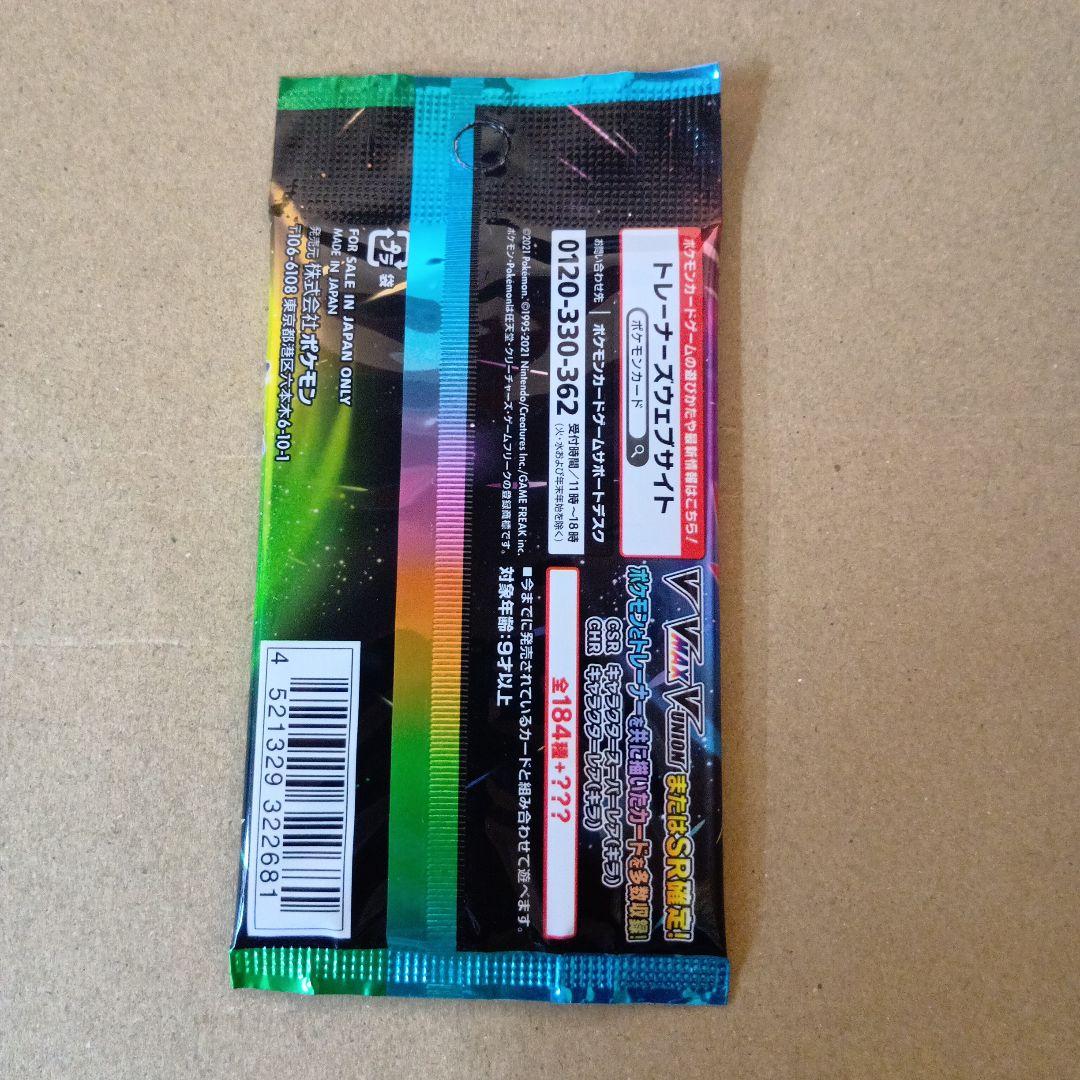 ポケモンカードゲームの遊びかたや最新情報はこちら!
トレーナーズウェブサイト
ポケモンカード
お問い合わせ先 ポケモンカードゲームサポートデスク
0120-330-362 受付時間/11時~18時
(火・水および年末年始を除く)
©2021 Pokémon. ©1995-2021 Nintendo/Creatures Inc./GAME FREAK inc.
ポケモン・Pokémonは任天堂・クリーチャーズ・ゲームフリークの登録商標です。
V VMAX V-UNION またはSR確定!
ポケモンとトレーナーを共に描いたカードを多数収録!
CSR キャラクタースーパーレア(キラ)
CHR キャラクターレア(キラ)
全184種+???
■今までに発売されているカードと組み合わせて遊べます。
対象年齢:9才以上
プラ 袋
FOR SALE IN JAPAN ONLY
MADE IN JAPAN
発売元 株式会社ポケモン
〒106-6108 東京都港区六本木6-10-1
4 521329 322681